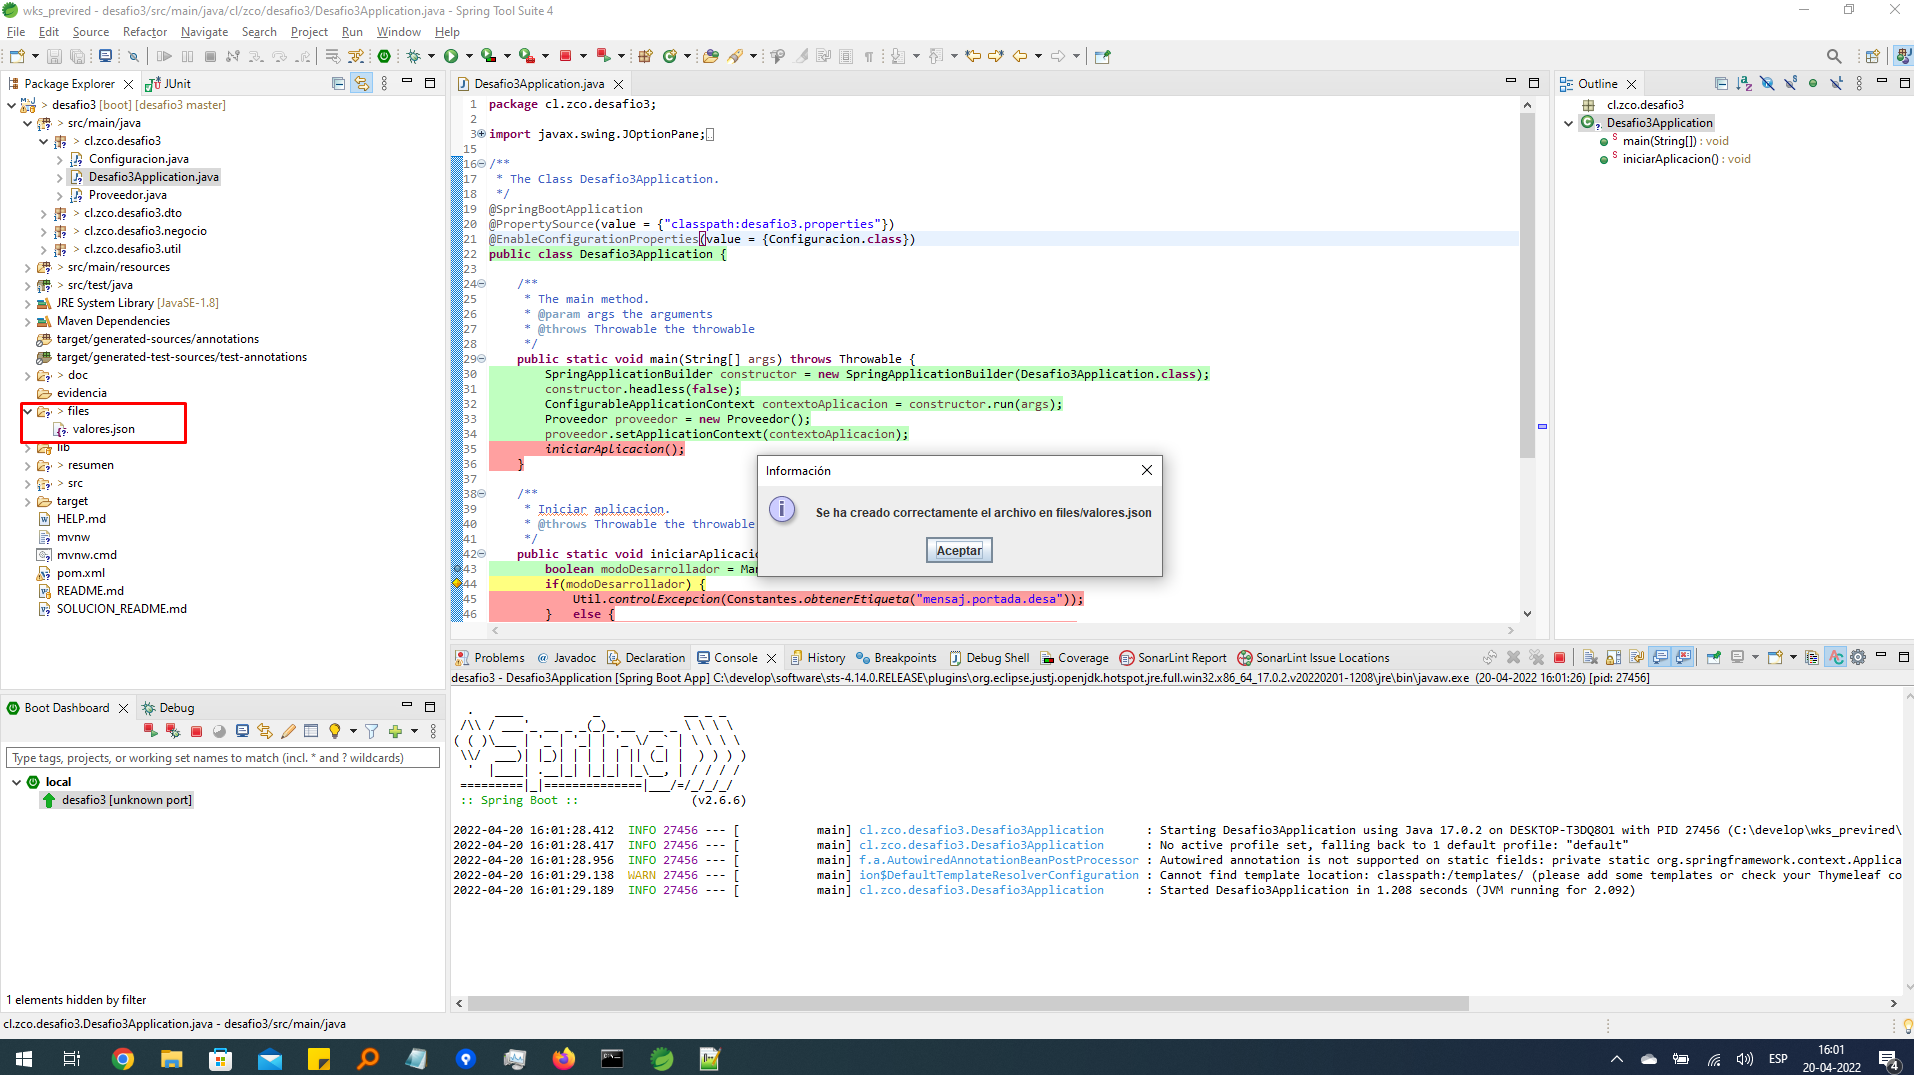 wks_previred - desafio3/src/main/java/cl/zco/desafio3/Desafio3Application.java - Spring Tool Suite 4
File Edit Source Refactor Navigate Search Project Run Window Help
Package Explorer JUnit
desafio3 [boot] [desafio3 master]
src/main/java
cl.zco.desafio3
Configuracion.java
Desafio3Application.java
Proveedor.java
cl.zco.desafio3.dto
cl.zco.desafio3.negocio
cl.zco.desafio3.util
src/main/resources
src/test/java
JRE System Library [JavaSE-1.8]
Maven Dependencies
target/generated-sources/annotations
target/generated-test-sources/test-annotations
doc
evidencia
files
valores.json
lib
resumen
src
target
HELP.md
mvnw
mvnw.cmd
pom.xml
README.md
SOLUCION_README.md
Desafio3Application.java
1 package cl.zco.desafio3;
2
3 import javax.swing.JOptionPane;
15
16 /**
17 * The Class Desafio3Application.
18 */
19 @SpringBootApplication
20 @PropertySource(value = {"classpath:desafio3.properties"})
21 @EnableConfigurationProperties(value = {Configuracion.class})
22 public class Desafio3Application {
23
24 /**
25 * The main method.
26 * @param args the arguments
27 * @throws Throwable the throwable
28 */
29 public static void main(String[] args) throws Throwable {
30 SpringApplicationBuilder constructor = new SpringApplicationBuilder(Desafio3Application.class);
31 constructor.headless(false);
32 ConfigurableApplicationContext contextoAplicacion = constructor.run(args);
33 Proveedor proveedor = new Proveedor();
34 proveedor.setApplicationContext(contextoAplicacion);
35 iniciarAplicacion();
36 }
37
38 /**
39 * Iniciar aplicacion.
40 * @throws Throwable the throwable
41 */
42 public static void iniciarAplicaci
43 boolean modoDesarrollador = Ma
44 if(modoDesarrollador) {
45 Util.controlExcepcion(Constantes.obtenerEtiqueta("mensaj.portada.desa"));
46 } else {
Información
Se ha creado correctamente el archivo en files/valores.json
Aceptar
Outline
cl.zco.desafio3
Desafio3Application
main(String[]) : void
iniciarAplicacion() : void
Problems Javadoc Declaration Console History Breakpoints Debug Shell Coverage SonarLint Report SonarLint Issue Locations
desafio3 - Desafio3Application [Spring Boot App] C:\develop\software\sts-4.14.0.RELEASE\plugins\org.eclipse.justj.openjdk.hotspot.jre.full.win32.x86_64_17.0.2.v20220201-1208\jre\bin\javaw.exe (20-04-2022 16:01:26) [pid: 27456]
:: Spring Boot :: (v2.6.6)
2022-04-20 16:01:28.412 INFO 27456 --- [ main] cl.zco.desafio3.Desafio3Application : Starting Desafio3Application using Java 17.0.2 on DESKTOP-T3DQ8O1 with PID 27456 (C:\develop\wks_previred\
2022-04-20 16:01:28.417 INFO 27456 --- [ main] cl.zco.desafio3.Desafio3Application : No active profile set, falling back to 1 default profile: "default"
2022-04-20 16:01:28.956 INFO 27456 --- [ main] f.a.AutowiredAnnotationBeanPostProcessor : Autowired annotation is not supported on static fields: private static org.springframework.context.Applica
2022-04-20 16:01:29.138 WARN 27456 --- [ main] ion$DefaultTemplateResolverConfiguration : Cannot find template location: classpath:/templates/ (please add some templates or check your Thymeleaf co
2022-04-20 16:01:29.189 INFO 27456 --- [ main] cl.zco.desafio3.Desafio3Application : Started Desafio3Application in 1.208 seconds (JVM running for 2.092)
Boot Dashboard Debug
Type tags, projects, or working set names to match (incl. * and ? wildcards)
local
desafio3 [unknown port]
1 elements hidden by filter
cl.zco.desafio3.Desafio3Application.java - desafio3/src/main/java
ESP
16:01
20-04-2022
4